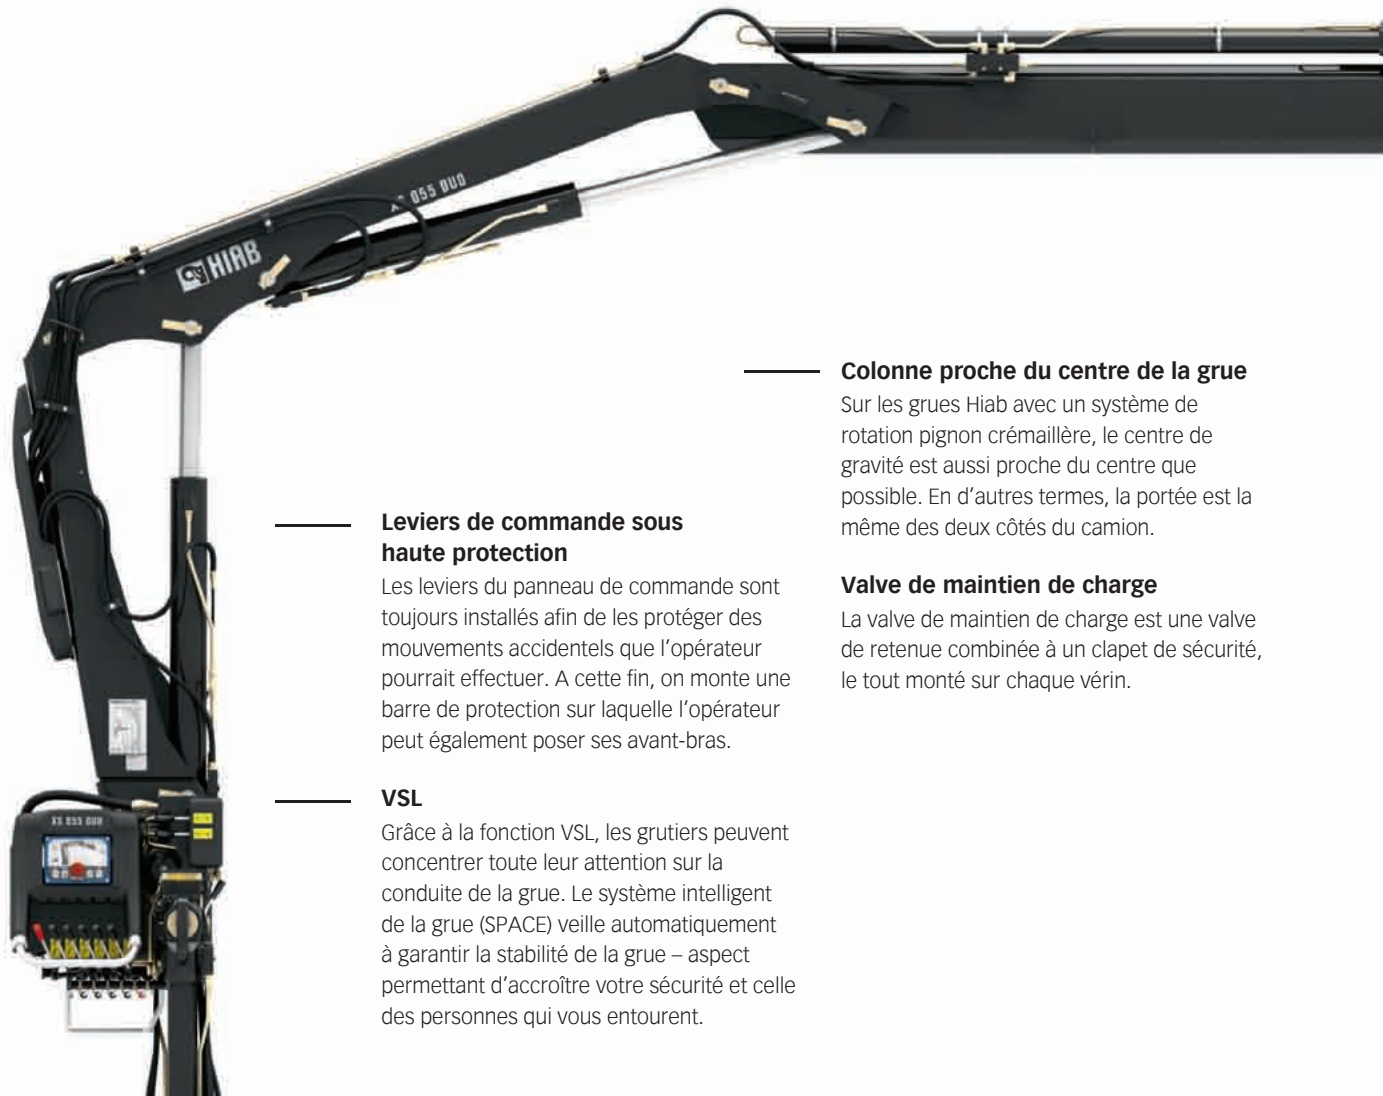 XS 055 DUO
HIAB
Colonne proche du centre de la grue
Sur les grues Hiab avec un système de
rotation pignon crémaillère, le centre de
gravité est aussi proche du centre que
possible. En d’autres termes, la portée est la
même des deux côtés du camion.
Valve de maintien de charge
La valve de maintien de charge est une valve
de retenue combinée à un clapet de sécurité,
le tout monté sur chaque vérin.
Leviers de commande sous
haute protection
Les leviers du panneau de commande sont
toujours installés afin de les protéger des
mouvements accidentels que l’opérateur
pourrait effectuer. A cette fin, on monte une
barre de protection sur laquelle l’opérateur
peut également poser ses avant-bras.
VSL
Grâce à la fonction VSL, les grutiers peuvent
concentrer toute leur attention sur la
conduite de la grue. Le système intelligent
de la grue (SPACE) veille automatiquement
à garantir la stabilité de la grue – aspect
permettant d’accroître votre sécurité et celle
des personnes qui vous entourent.
XS 055 DUO